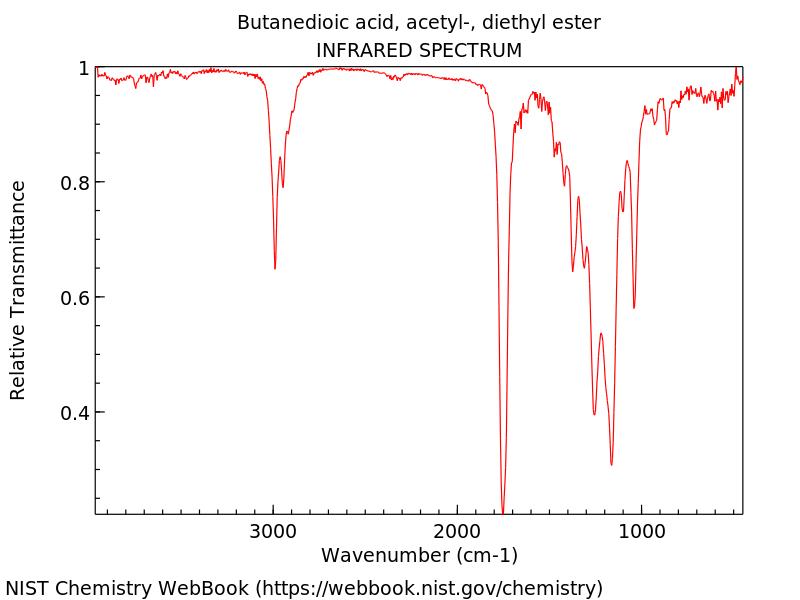 Butanedioic acid, acetyl-, diethyl ester
INFRARED SPECTRUM
1
0.8
0.6
0.4
Relative Transmittance
3000
2000
1000
Wavenumber (cm-1)
NIST Chemistry WebBook (https://webbook.nist.gov/chemistry)